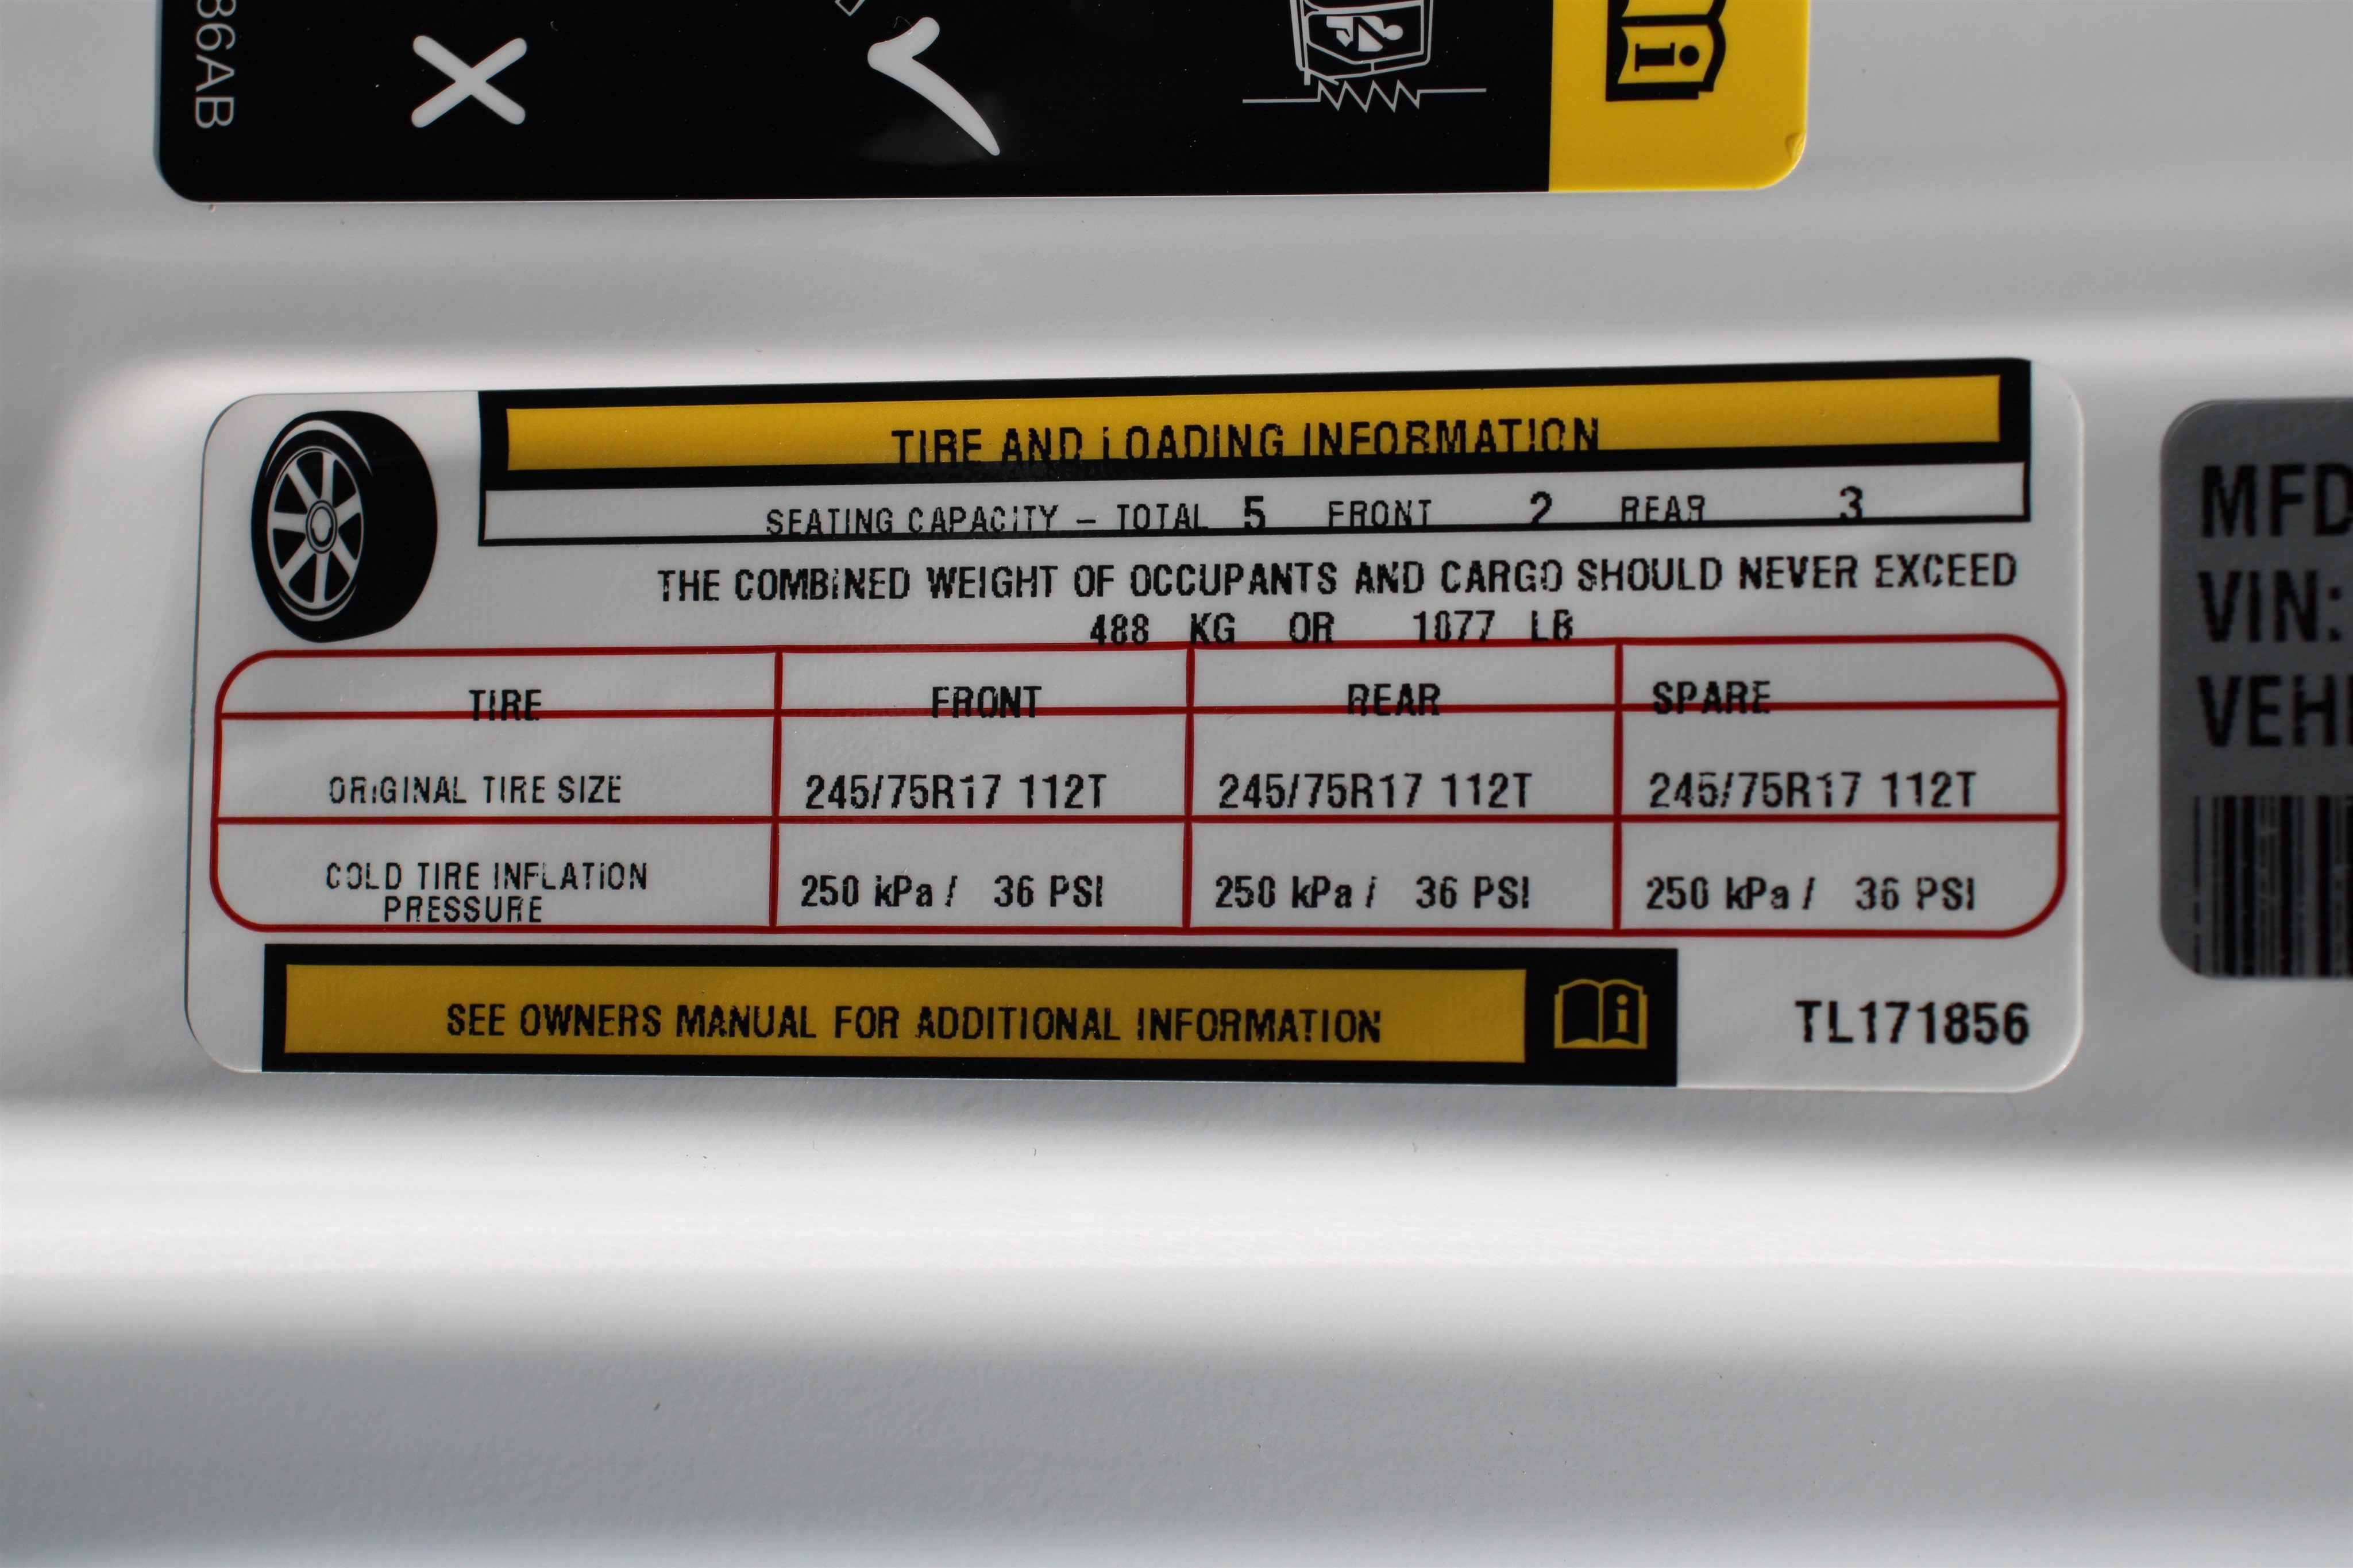 86AB
TIRE AND LOADING INFORMATION
SEATING CAPACITY – TOTAL 5 FRONT 2 REAR 3
THE COMBINED WEIGHT OF OCCUPANTS AND CARGO SHOULD NEVER EXCEED
488 KG OR 1077 LB
TIRE FRONT REAR SPARE
ORIGINAL TIRE SIZE 245/75R17 112T 245/75R17 112T 245/75R17 112T
COLD TIRE INFLATION
PRESSURE 250 kPa / 36 PSI 250 kPa / 36 PSI 250 kPa / 36 PSI
SEE OWNERS MANUAL FOR ADDITIONAL INFORMATION
TL171856
MFD
VIN:
VEHI